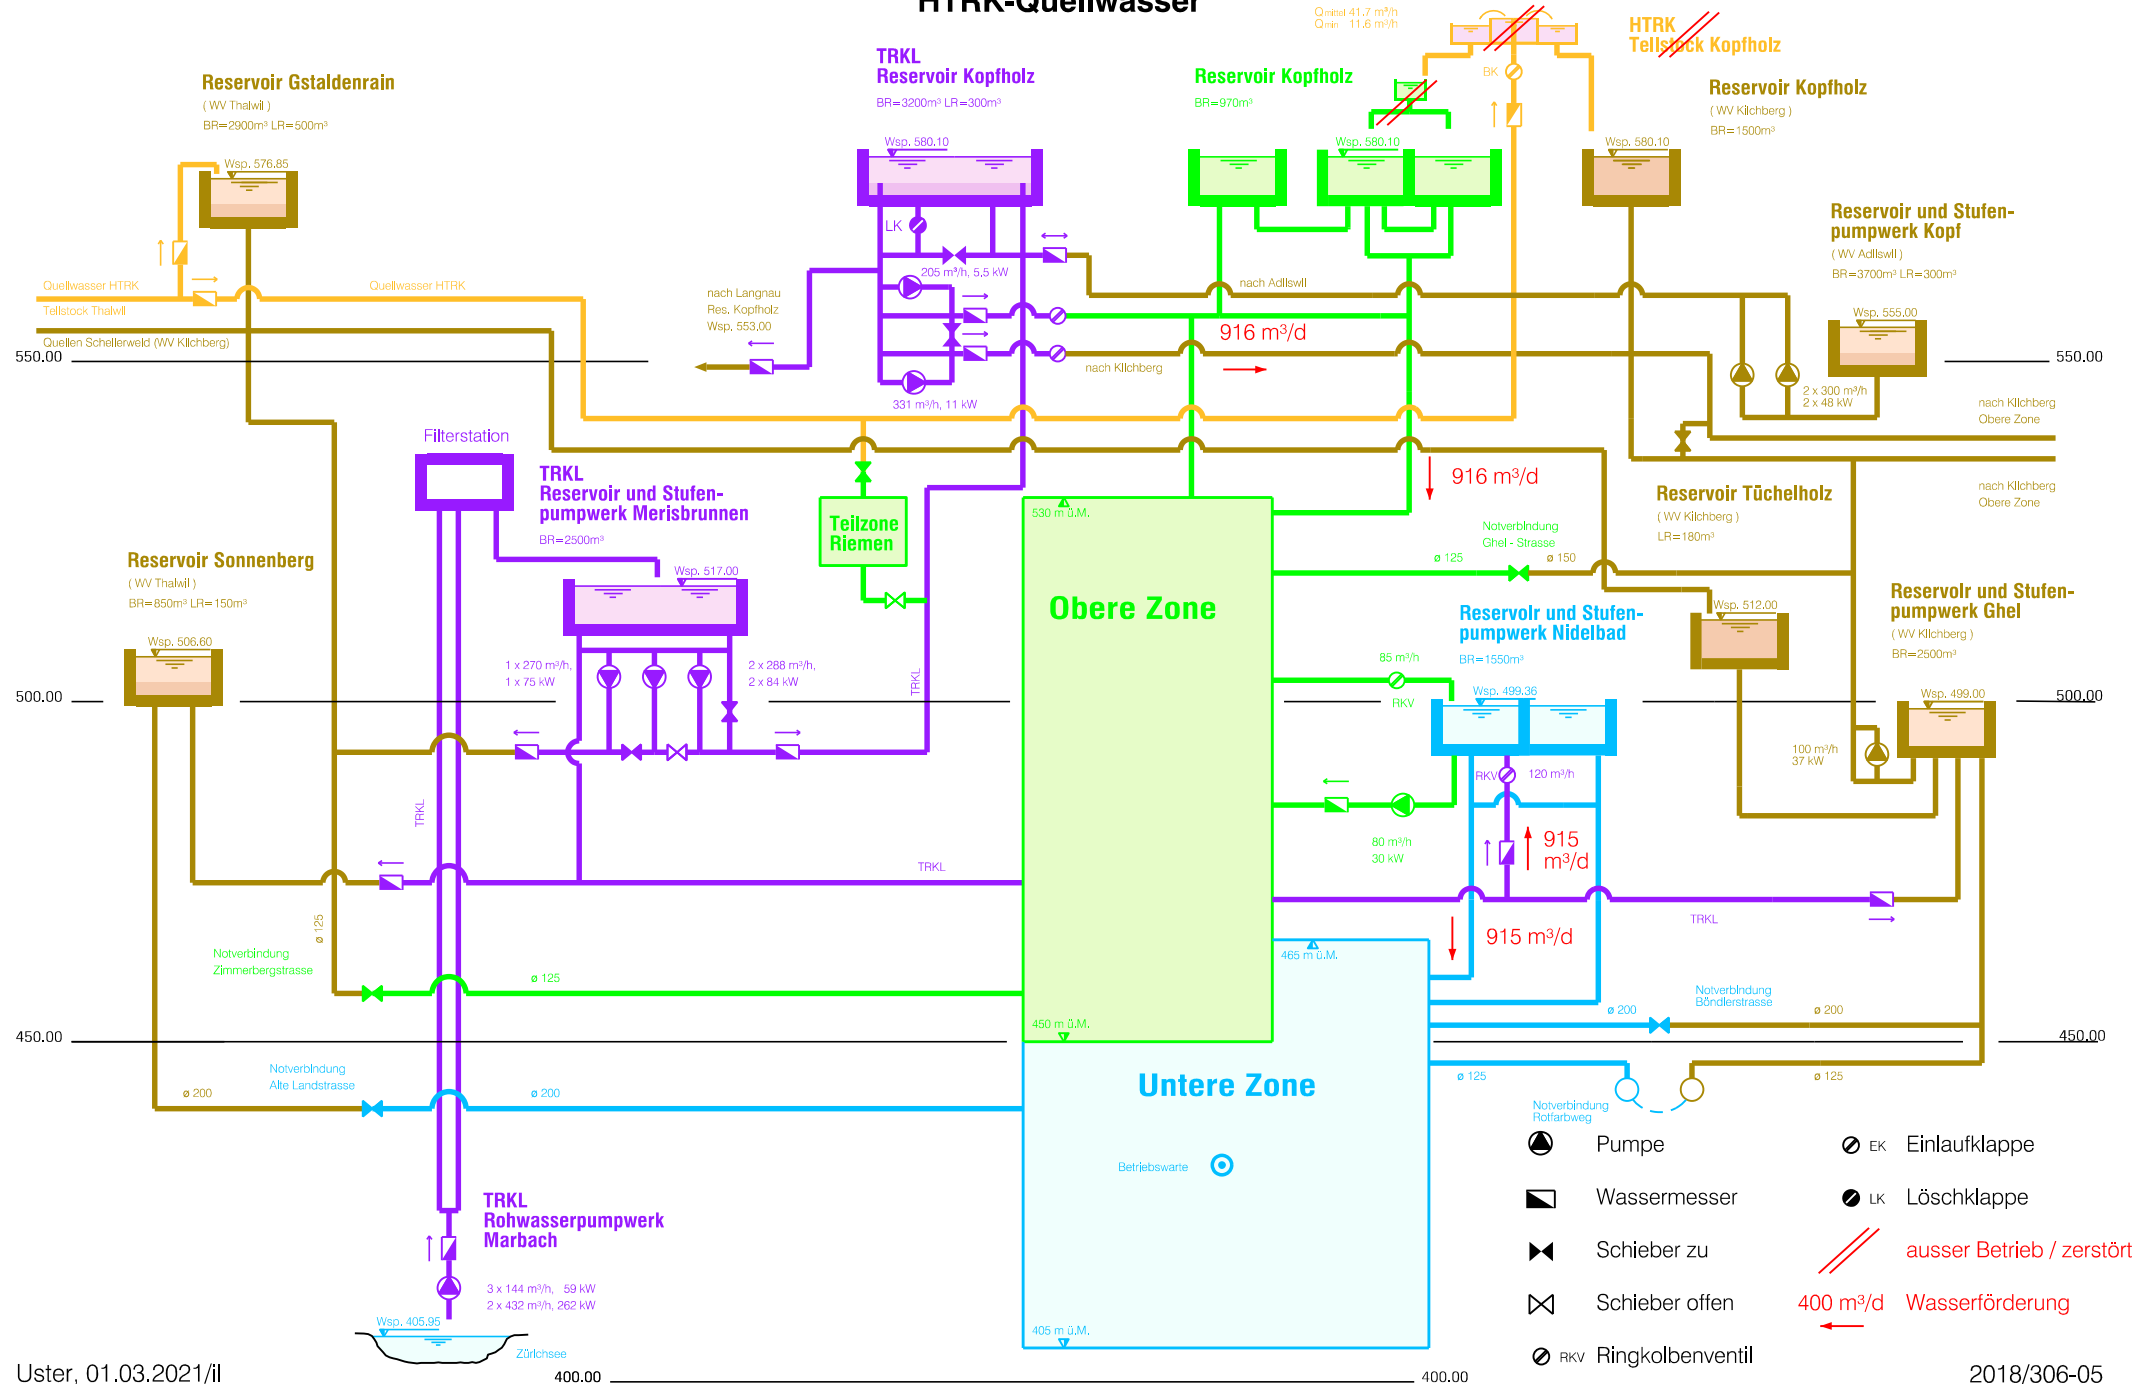 HTRK-Quellwasser
Qmittel 41.7 m³/h
Qmin 11.6 m³/h
HTRK
Tellstock Kopfholz
TRKL
Reservoir Kopfholz
BR=3200m³ LR=300m³
Reservoir Kopfholz
BR=970m³
BK
Reservoir Kopfholz
( WV Kilchberg )
BR=1500m³
Reservoir Gstaldenrain
( WV Thalwil )
BR=2900m³ LR=500m³
Wsp. 576.85
Wsp. 580.10
Wsp. 580.10
Wsp. 580.10
Reservoir und Stufen-
pumpwerk Kopf
( WV Adliswil )
BR=3700m³ LR=300m³
LK
205 m³/h, 5,5 kW
Quellwasser HTRK
Quellwasser HTRK
Tellstock Thalwil
Quellen Schellerweld (WV Kilchberg)
nach Langnau
Res. Kopfholz
Wsp. 553.00
nach Adliswil
916 m³/d
nach Kilchberg
331 m³/h, 11 kW
Wsp. 555.00
550.00
550.00
2 x 300 m³/h
2 x 48 kW
nach Kilchberg
Obere Zone
nach Kilchberg
Obere Zone
Filterstation
TRKL
Reservoir und Stufen-
pumpwerk Merisbrunnen
BR=2500m³
916 m³/d
Reservoir Tüchelholz
( WV Kilchberg )
LR=180m³
Teilzone
Riemen
530 m ü.M.
Notverbindung
Ghel - Strasse
ø 125
ø 150
Reservoir Sonnenberg
( WV Thalwil )
BR=850m³ LR=150m³
Wsp. 517.00
Wsp. 506.60
Obere Zone
Reservoir und Stufen-
pumpwerk Nidelbad
BR=1550m³
Wsp. 512.00
Reservoir und Stufen-
pumpwerk Ghel
( WV Kilchberg )
BR=2500m³
1 x 270 m³/h,
1 x 75 kW
2 x 288 m³/h,
2 x 84 kW
TRKL
85 m³/h
RKV
Wsp. 499.36
Wsp. 499.00
500.00
500.00
100 m³/h
37 kW
RKV
120 m³/h
TRKL
80 m³/h
30 kW
915
m³/d
TRKL
TRKL
ø 125
915 m³/d
465 m ü.M.
Notverbindung
Zimmerbergstrasse
ø 125
Notverbindung
Böndlerstrasse
ø 200
ø 200
450 m ü.M.
450.00
450.00
Notverbindung
Alte Landstrasse
ø 200
ø 200
Untere Zone
ø 125
ø 125
Notverbindung
Rotfarbweg
Betriebswarte
TRKL
Rohwasserpumpwerk
Marbach
3 x 144 m³/h, 59 kW
2 x 432 m³/h, 262 kW
Wsp. 405.95
Zürichsee
405 m ü.M.
Pumpe
EK Einlaufklappe
Wassermesser
LK Löschklappe
Schieber zu
ausser Betrieb / zerstört
Schieber offen
400 m³/d Wasserförderung
RKV Ringkolbenventil
Uster, 01.03.2021/il
400.00
400.00
2018/306-05